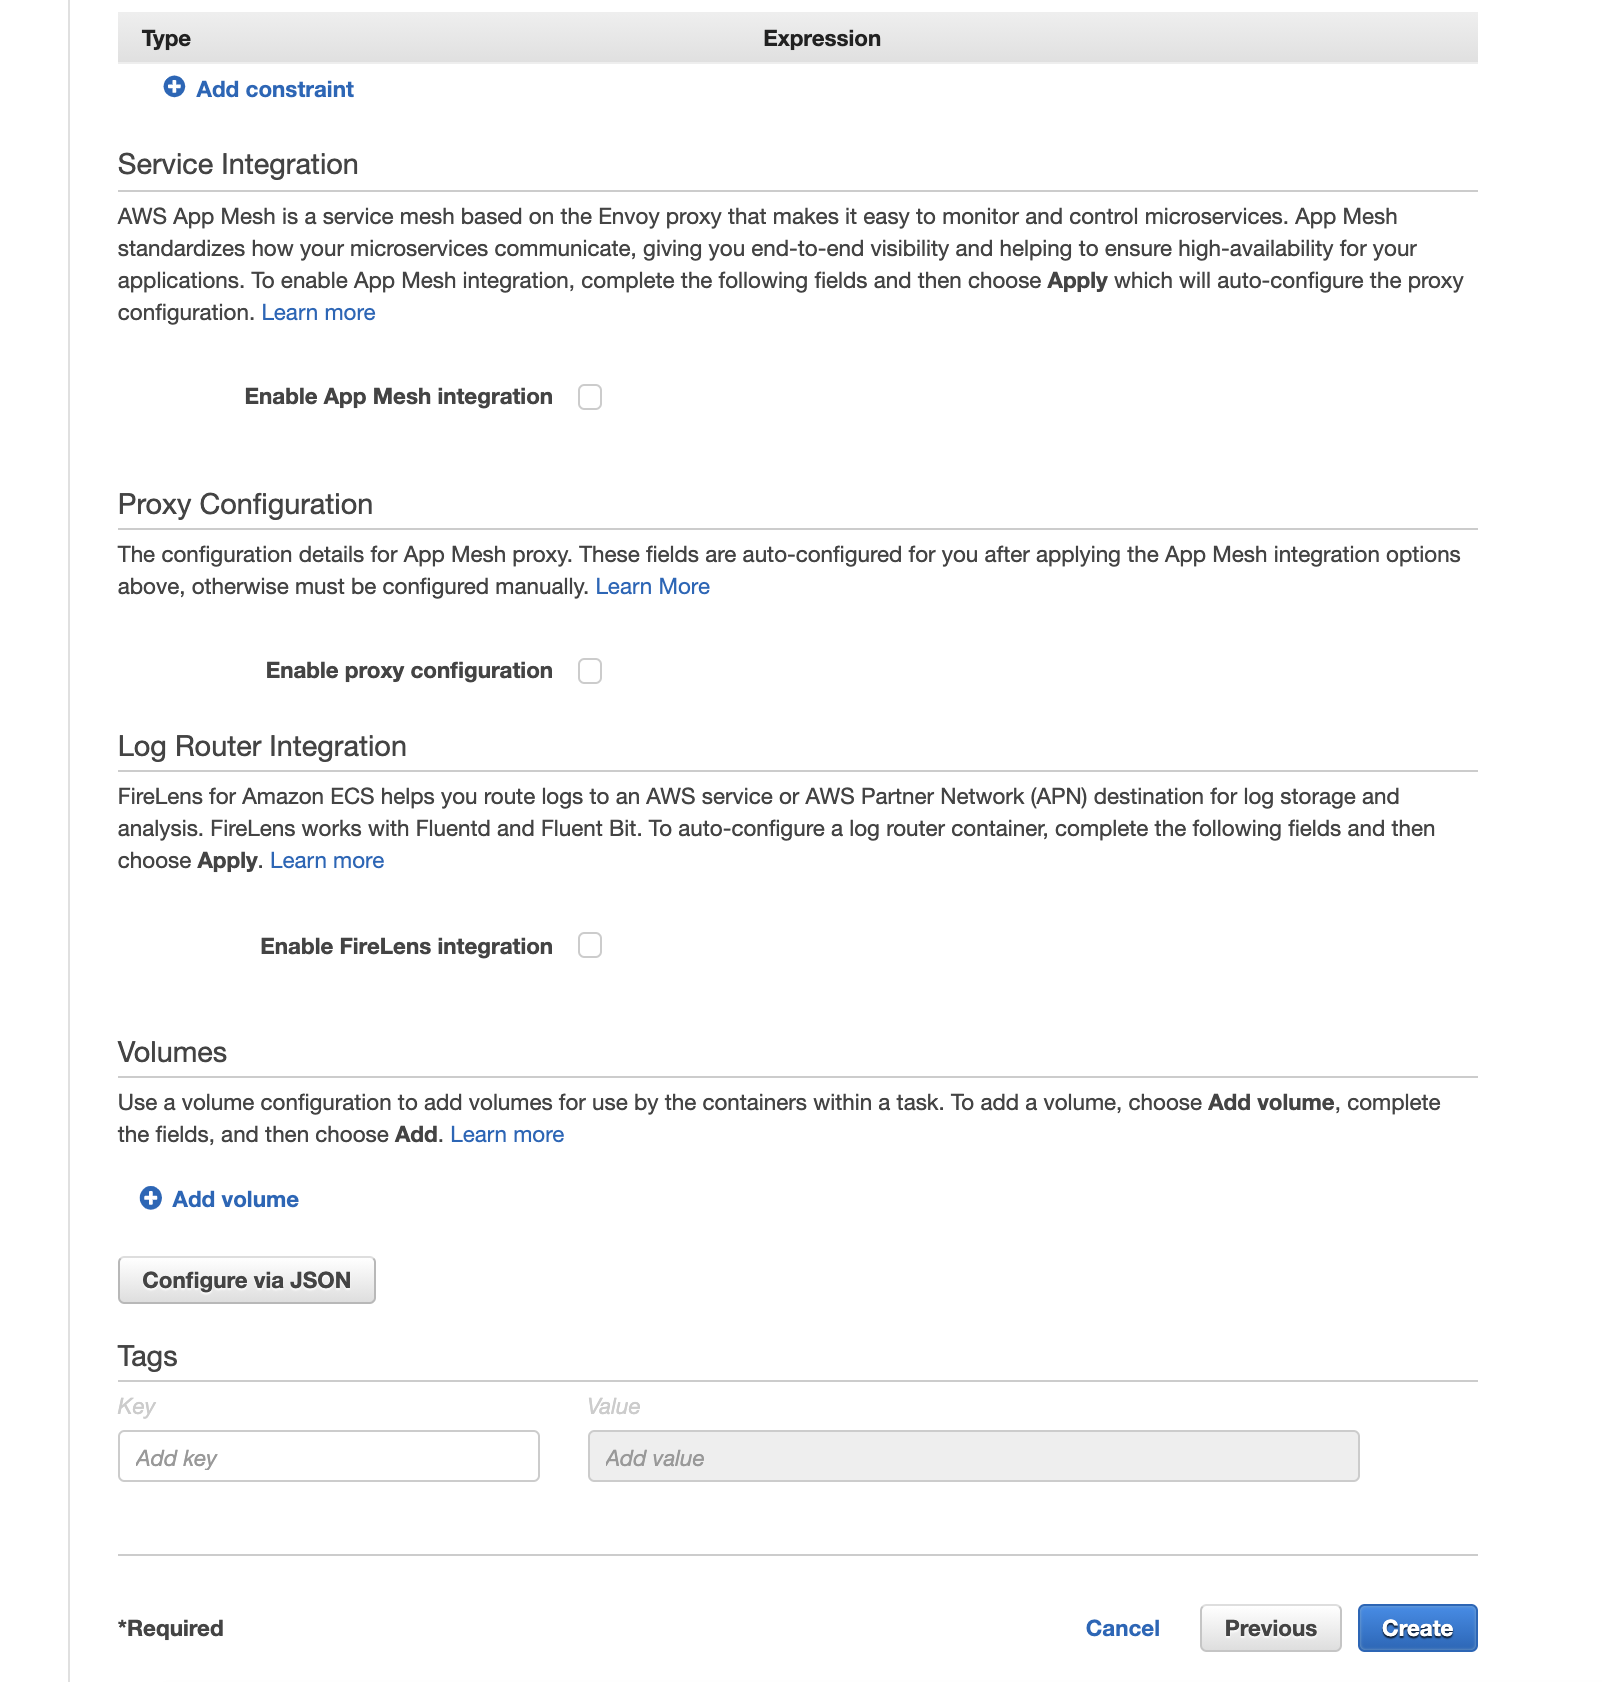 Type Expression
Add constraint
Service Integration
AWS App Mesh is a service mesh based on the Envoy proxy that makes it easy to monitor and control microservices. App Mesh
standardizes how your microservices communicate, giving you end-to-end visibility and helping to ensure high-availability for your
applications. To enable App Mesh integration, complete the following fields and then choose Apply which will auto-configure the proxy
configuration. Learn more
Enable App Mesh integration
Proxy Configuration
The configuration details for App Mesh proxy. These fields are auto-configured for you after applying the App Mesh integration options
above, otherwise must be configured manually. Learn More
Enable proxy configuration
Log Router Integration
FireLens for Amazon ECS helps you route logs to an AWS service or AWS Partner Network (APN) destination for log storage and
analysis. FireLens works with Fluentd and Fluent Bit. To auto-configure a log router container, complete the following fields and then
choose Apply. Learn more
Enable FireLens integration
Volumes
Use a volume configuration to add volumes for use by the containers within a task. To add a volume, choose Add volume, complete
the fields, and then choose Add. Learn more
Add volume
Configure via JSON
Tags
Key Value
Add key Add value
*Required Cancel Previous Create